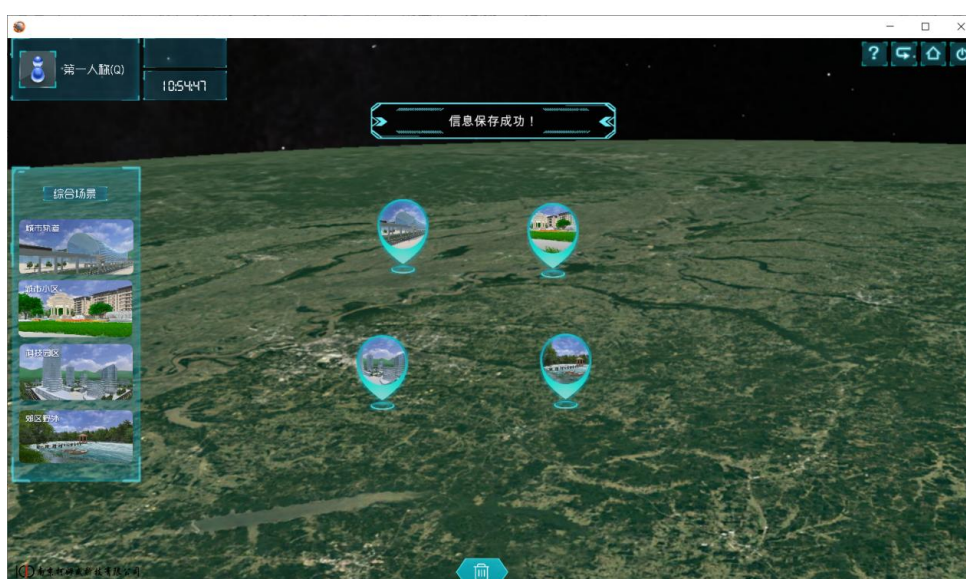 第一人称(Q)
10:54:47
?
信息保存成功！
综合场景
城市轨道
城市小区
科技园区
郊区野外